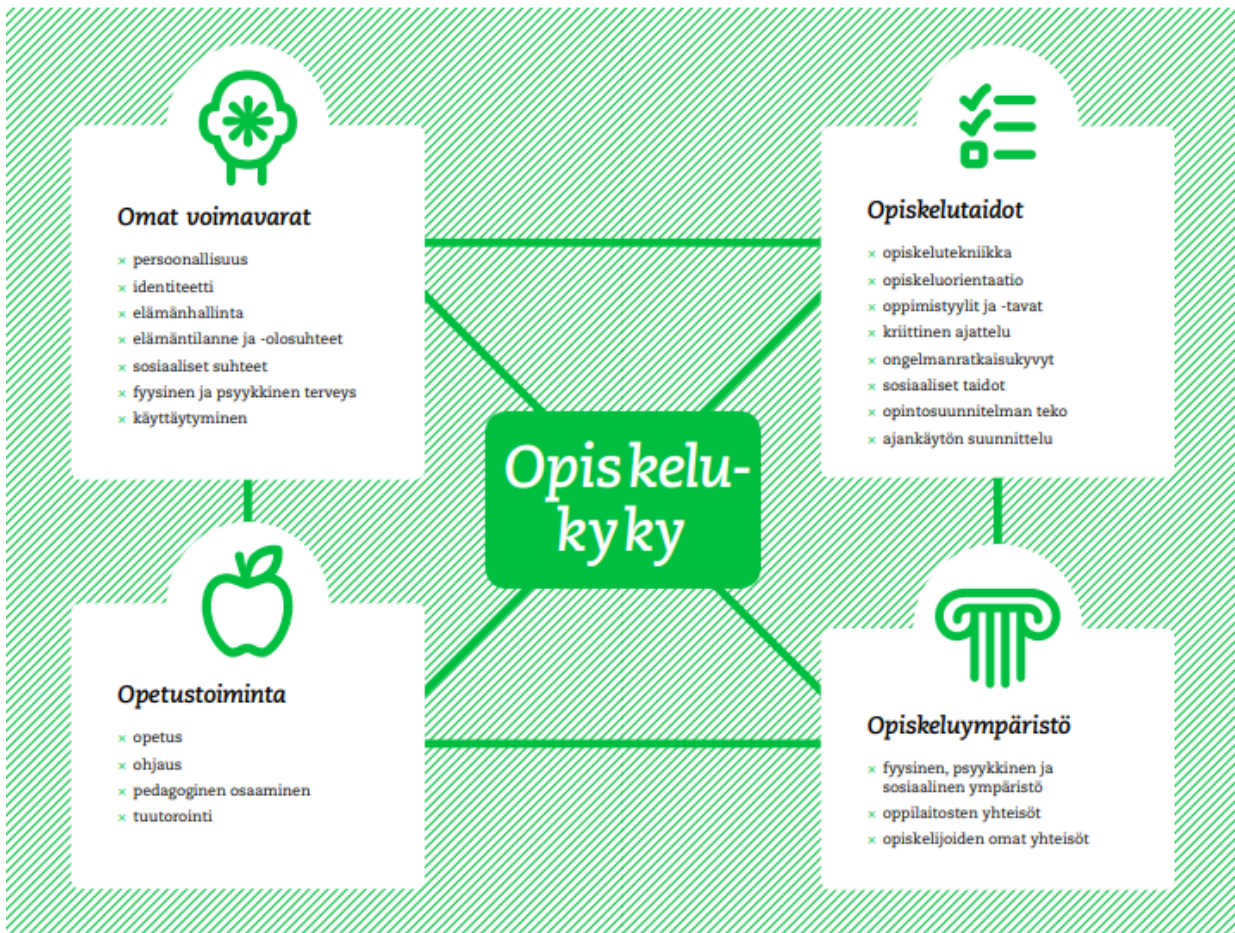 Omat voimavarat
× persoonallisuus
× identiteetti
× elämänhallinta
× elämäntilanne ja -olosuhteet
× sosiaaliset suhteet
× fyysinen ja psyykkinen terveys
× käyttäytyminen
Opiskelutaidot
× opiskelutekniikka
× opiskeluorientaatio
× oppimistyylit ja -tavat
× kriittinen ajattelu
× ongelmanratkaisukyvyt
× sosiaaliset taidot
× opintosuunnitelman teko
× ajankäytön suunnittelu
Opiskelu-
kyky
Opetustoiminta
× opetus
× ohjaus
× pedagoginen osaaminen
× tuutorointi
Opiskeluympäristö
× fyysinen, psyykkinen ja
sosiaalinen ympäristö
× oppilaitosten yhteisöt
× opiskelijoiden omat yhteisöt